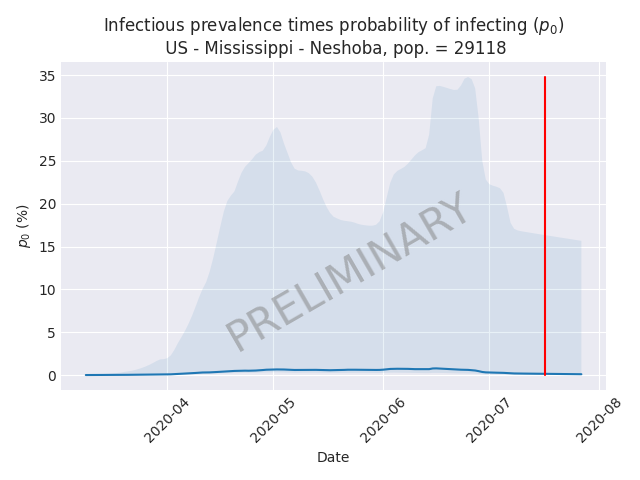 Infectious prevalence times probability of infecting (p₀)
US - Mississippi - Neshoba, pop. = 29118
35
30
25
20
15
10
5
0
p₀ (%)
PRELIMINARY
2020-04
2020-05
2020-06
2020-07
2020-08
Date